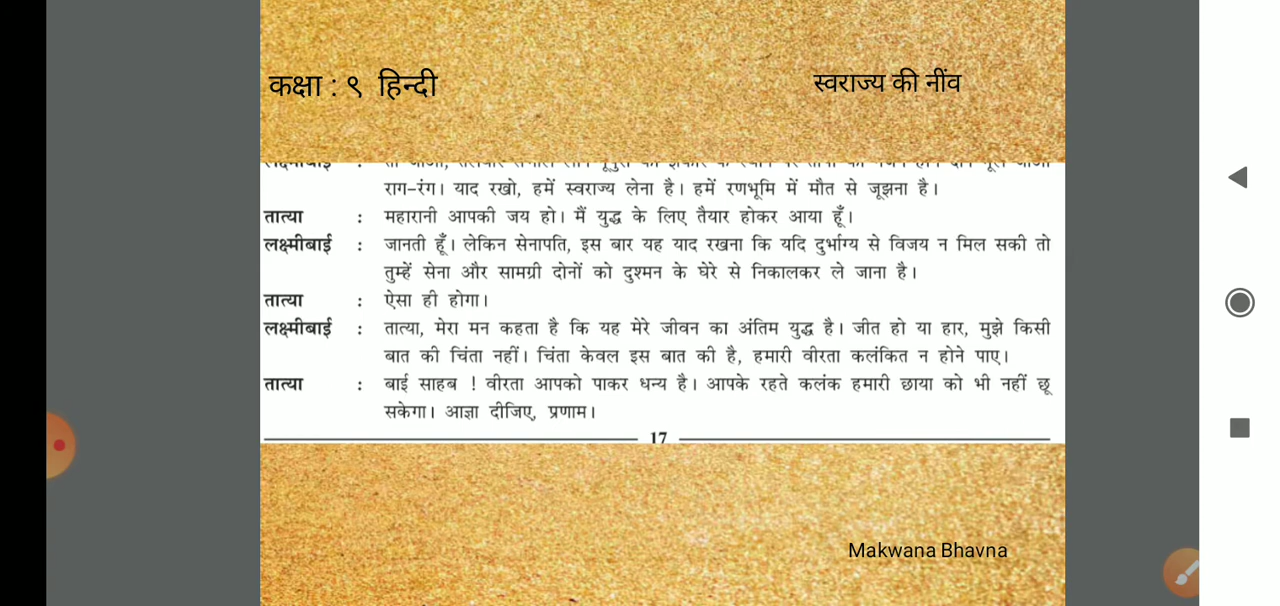 कक्षा : ९ हिन्दी
स्वराज्य की नींव
लक्ष्मीबाई :
राग-रंग। याद रखो, हमें स्वराज्य लेना है। हमें रणभूमि में मौत से जूझना है।
तात्या : महारानी आपकी जय हो। मैं युद्ध के लिए तैयार होकर आया हूँ।
लक्ष्मीबाई : जानती हूँ। लेकिन सेनापति, इस बार यह याद रखना कि यदि दुर्भाग्य से विजय न मिल सकी तो
तुम्हें सेना और सामग्री दोनों को दुश्मन के घेरे से निकालकर ले जाना है।
तात्या : ऐसा ही होगा।
लक्ष्मीबाई : तात्या, मेरा मन कहता है कि यह मेरे जीवन का अंतिम युद्ध है। जीत हो या हार, मुझे किसी
बात की चिंता नहीं। चिंता केवल इस बात की है, हमारी वीरता कलंकित न होने पाए।
तात्या : बाई साहब ! वीरता आपको पाकर धन्य है। आपके रहते कलंक हमारी छाया को भी नहीं छू
सकेगा। आज्ञा दीजिए, प्रणाम।
17
Makwana Bhavna